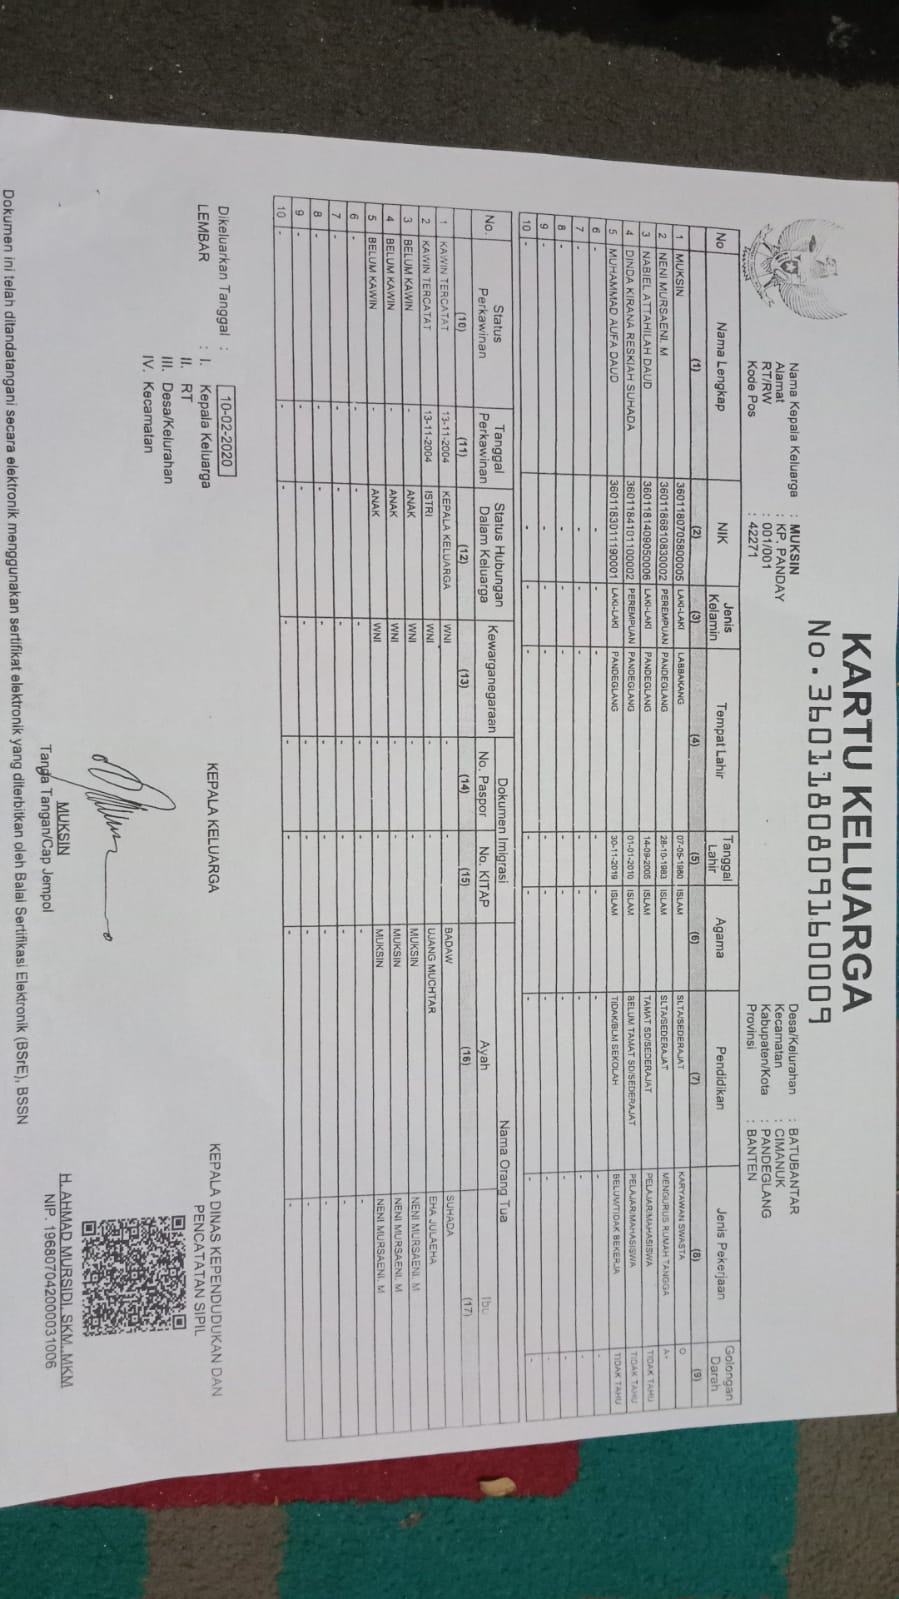 KARTU KELUARGA
No. 3601180809160009
Nama Kepala Keluarga : MUKSIN
Alamat : KP. PANDAY
RT/RW : 001/001
Kode Pos : 42271
Desa/Kelurahan : BATUBANTAR
Kecamatan : CIMANUK
Kabupaten/Kota : PANDEGLANG
Provinsi : BANTEN
No Nama Lengkap NIK Jenis Kelamin Tempat Lahir Tanggal Lahir Agama Pendidikan Jenis Pekerjaan Golongan Darah
(1) (2) (3) (4) (5) (6) (7) (8) (9)
1 MUKSIN 3601180705800005 LAKI-LAKI LABBAKANG 07-05-1980 ISLAM SLTA/SEDERAJAT KARYAWAN SWASTA O
2 NENI MURSAENI. M 3601186810830002 PEREMPUAN PANDEGLANG 28-10-1983 ISLAM SLTA/SEDERAJAT MENGURUS RUMAH TANGGA A+
3 NABIEL ATTAHILAH DAUD 3601181409050006 LAKI-LAKI PANDEGLANG 14-09-2005 ISLAM TAMAT SD/SEDERAJAT PELAJAR/MAHASISWA TIDAK TAHU
4 DINDA KIRANA RESKIAH SUHADA 3601184101100002 PEREMPUAN PANDEGLANG 01-01-2010 ISLAM BELUM TAMAT SD/SEDERAJAT PELAJAR/MAHASISWA TIDAK TAHU
5 MUHAMMAD AUFA DAUD 3601183011190001 LAKI-LAKI PANDEGLANG 30-11-2019 ISLAM TIDAK/BLM SEKOLAH BELUM/TIDAK BEKERJA TIDAK TAHU
6 - - - - - - - - -
7 - - - - - - - - -
8 - - - - - - - - -
9 - - - - - - - - -
10 - - - - - - - - -
No. Status Perkawinan Tanggal Perkawinan Status Hubungan Dalam Keluarga Kewarganegaraan Dokumen Imigrasi Nama Orang Tua
No. Paspor No. KITAP Ayah Ibu
(10) (11) (12) (13) (14) (15) (16) (17)
1 KAWIN TERCATAT 13-11-2004 KEPALA KELUARGA WNI - - BADAW SUHADA
2 KAWIN TERCATAT 13-11-2004 ISTRI WNI - - UJANG MUCHTAR EHA JULAEHA
3 BELUM KAWIN - ANAK WNI - - MUKSIN NENI MURSAENI. M
4 BELUM KAWIN - ANAK WNI - - MUKSIN NENI MURSAENI. M
5 BELUM KAWIN - ANAK WNI - - MUKSIN NENI MURSAENI. M
6 - - - - - - - -
7 - - - - - - - -
8 - - - - - - - -
9 - - - - - - - -
10 - - - - - - - -
Dikeluarkan Tanggal : 10-02-2020
LEMBAR : I. Kepala Keluarga
II. RT
III. Desa/Kelurahan
IV. Kecamatan
KEPALA KELUARGA
MUKSIN
Tanda Tangan/Cap Jempol
KEPALA DINAS KEPENDUDUKAN DAN
PENCATATAN SIPIL
H. AHMAD MURSIDI, SKM.,MKM
NIP. 196807042000031006
Dokumen ini telah ditandatangani secara elektronik menggunakan sertifikat elektronik yang diterbitkan oleh Balai Sertifikasi Elektronik (BSrE), BSSN